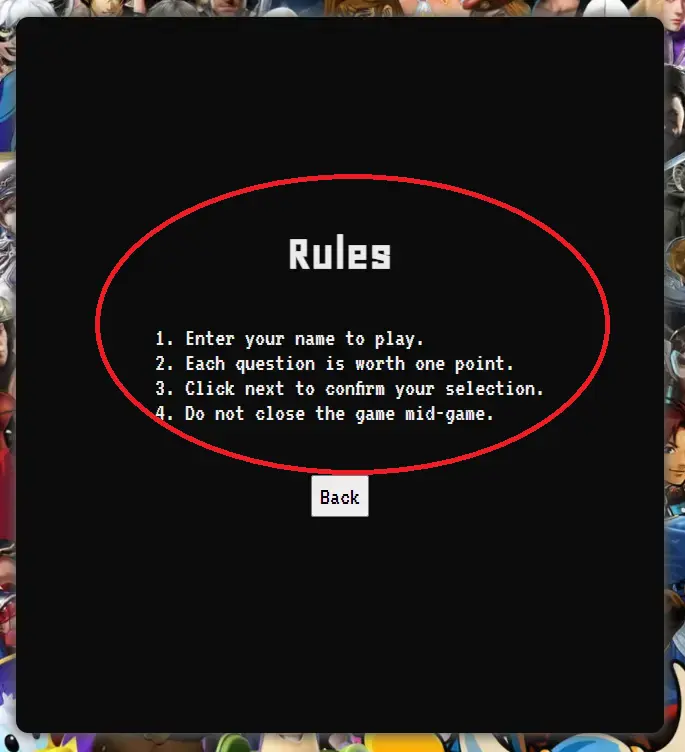 Rules
1. Enter your name to play.
2. Each question is worth one point.
3. Click next to confirm your selection.
4. Do not close the game mid-game.
Back